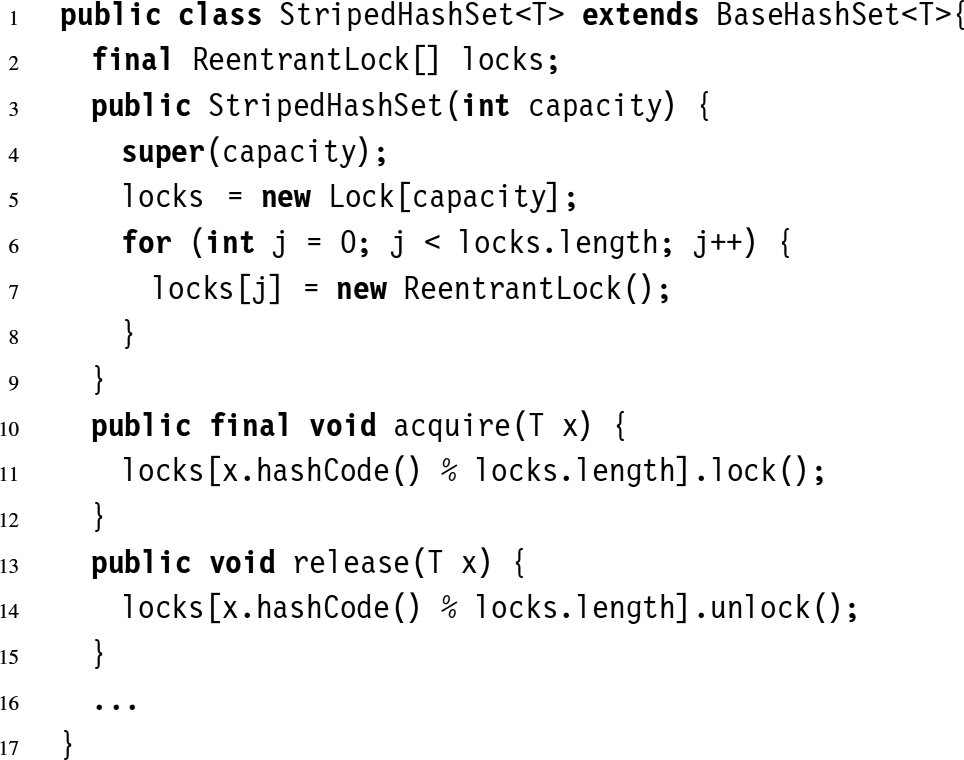 1 public class StripedHashSet<T> extends BaseHashSet<T>{
2 final ReentrantLock[] locks;
3 public StripedHashSet(int capacity) {
4 super(capacity);
5 locks = new Lock[capacity];
6 for (int j = 0; j < locks.length; j++) {
7 locks[j] = new ReentrantLock();
8 }
9 }
10 public final void acquire(T x) {
11 locks[x.hashCode() % locks.length].lock();
12 }
13 public void release(T x) {
14 locks[x.hashCode() % locks.length].unlock();
15 }
16 ...
17 }